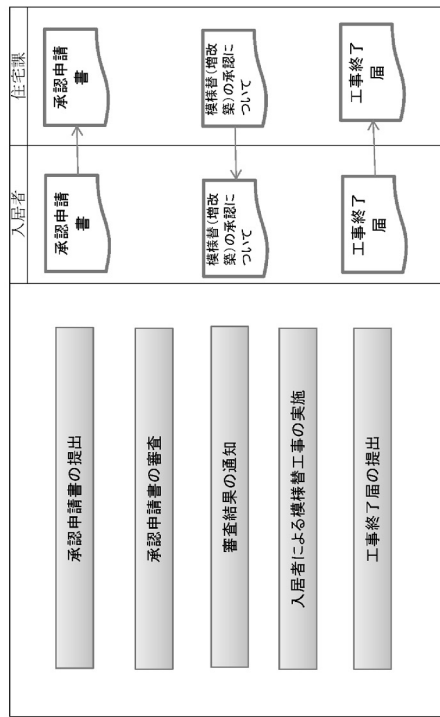 入居者
住宅課
承認申請書の提出
承認申請
書
承認申請
書
承認申請書の審査
審査結果の通知
模様替(増改
築)の承認に
ついて
模様替(増改
築)の承認に
ついて
入居者による模様替工事の実施
工事終了届の提出
工事終了
届
工事終了
届